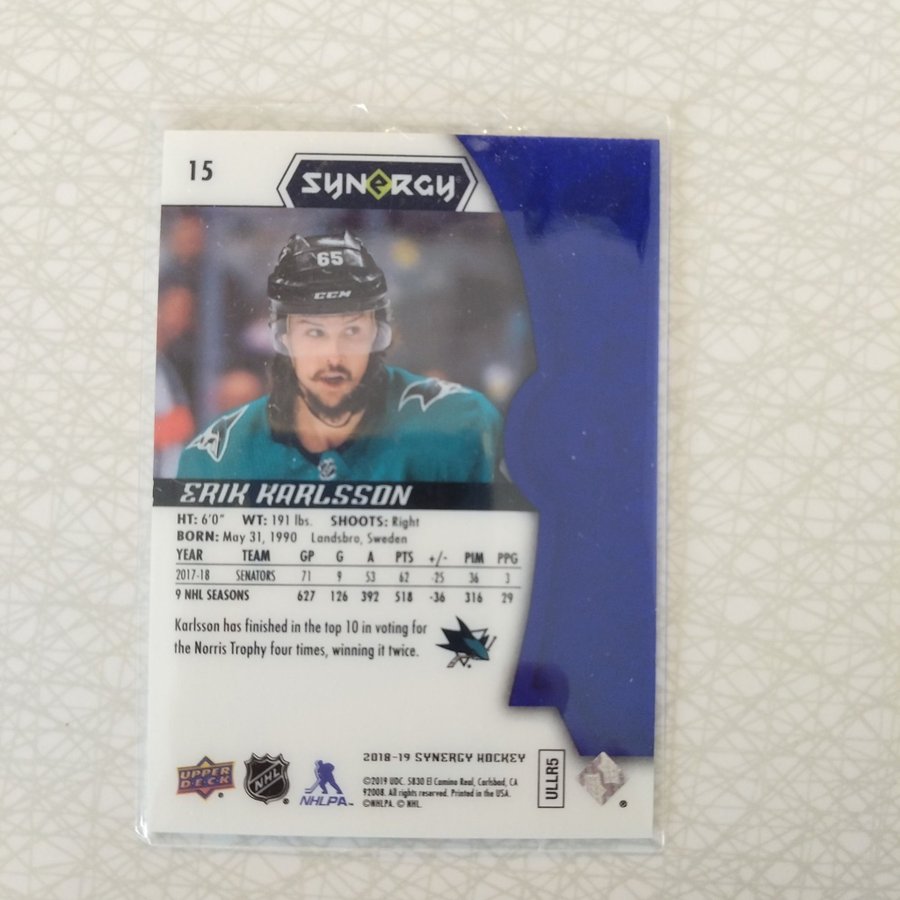 15
SYNERGY
65
CCM
ERIK KARLSSON
HT: 6'0" WT: 191 lbs. SHOOTS: Right
BORN: May 31, 1990 Landsbro, Sweden
YEAR TEAM GP G A PTS +/- PIM PPG
2017-18 SENATORS 71 9 53 62 -25 36 3
9 NHL SEASONS 627 126 392 518 -36 316 29
Karlsson has finished in the top 10 in voting for
the Norris Trophy four times, winning it twice.
2018-19 SYNERGY HOCKEY
UPPER DECK
NHL
NHLPA™
©2019 UDC. 5830 El Camino Real, Carlsbad, CA
92008. All rights reserved. Printed in the USA.
©NHLPA. © NHL.
ULLR5